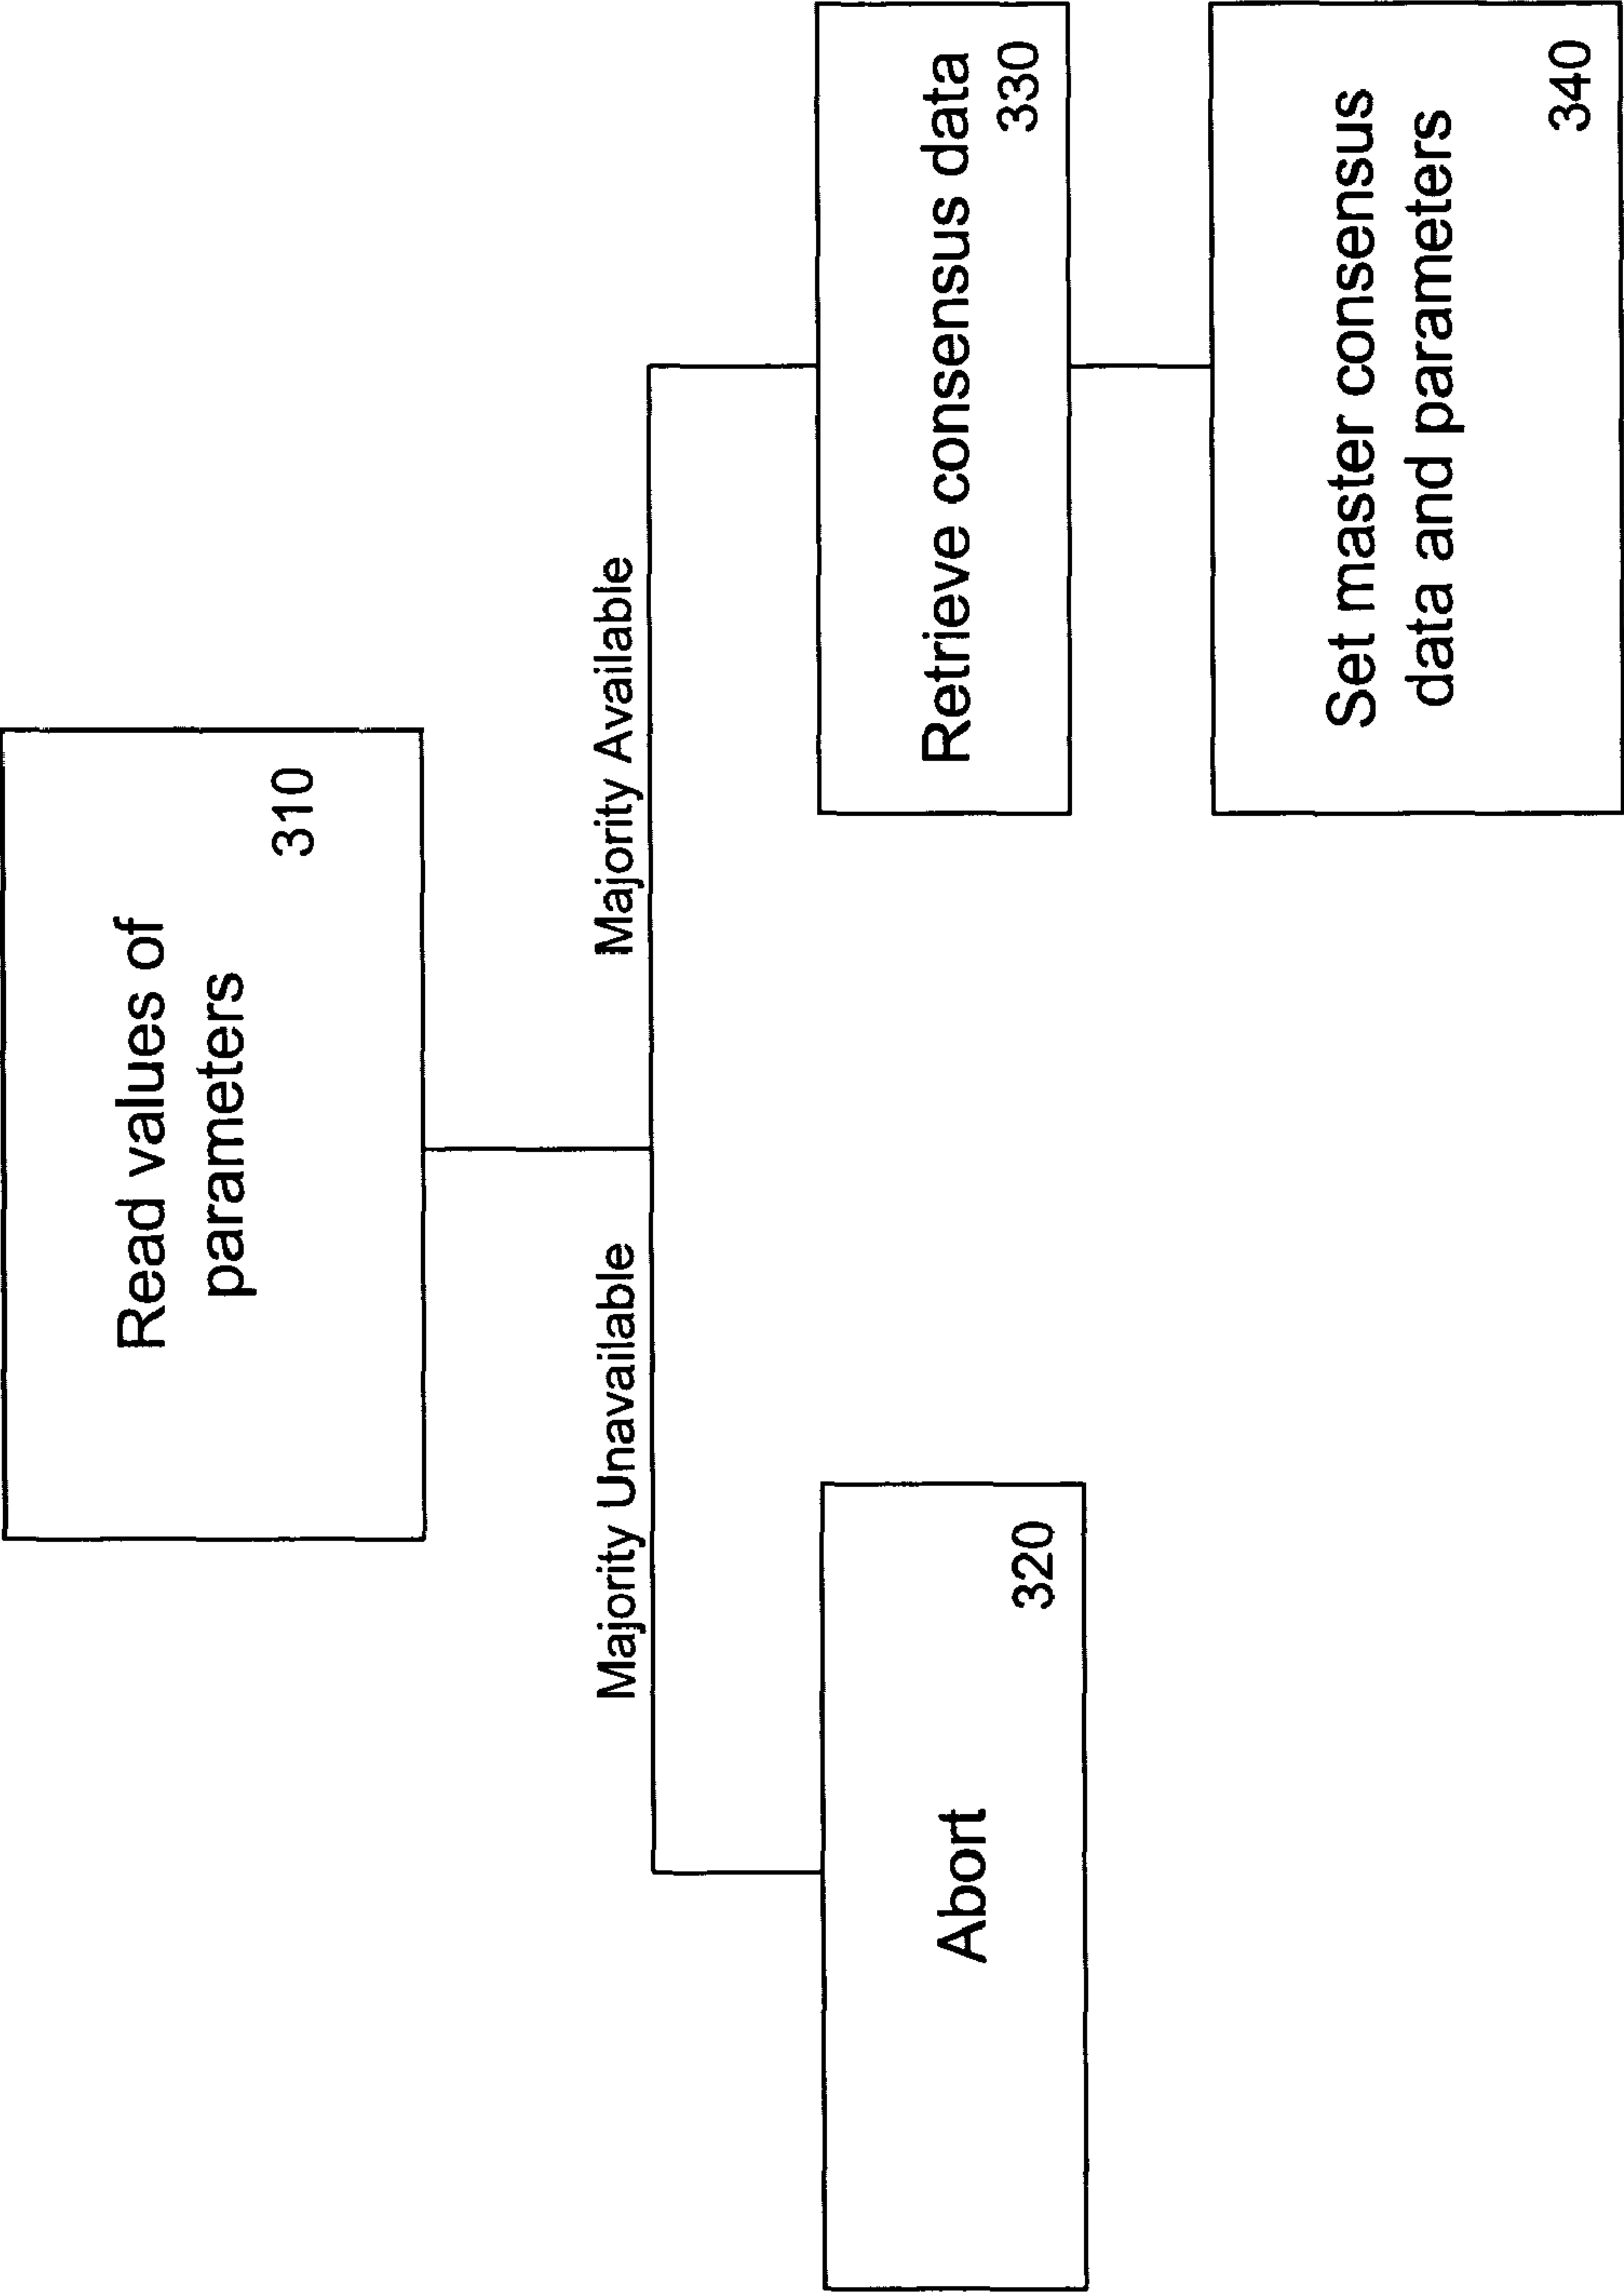 Read values of
parameters
310
Majority Unavailable
Majority Available
Abort
320
Retrieve consensus data
330
Set master consensus
data and parameters
340